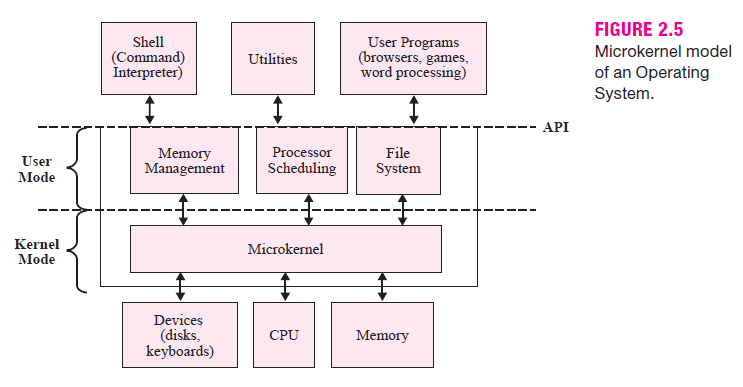 Shell
(Command)
Interpreter)
Utilities
User Programs
(browsers, games,
word processing)
FIGURE 2.5
Microkernel model
of an Operating
System.
API
User
Mode
Memory
Management
Processor
Scheduling
File
System
Kernel
Mode
Microkernel
Devices
(disks,
keyboards)
CPU
Memory